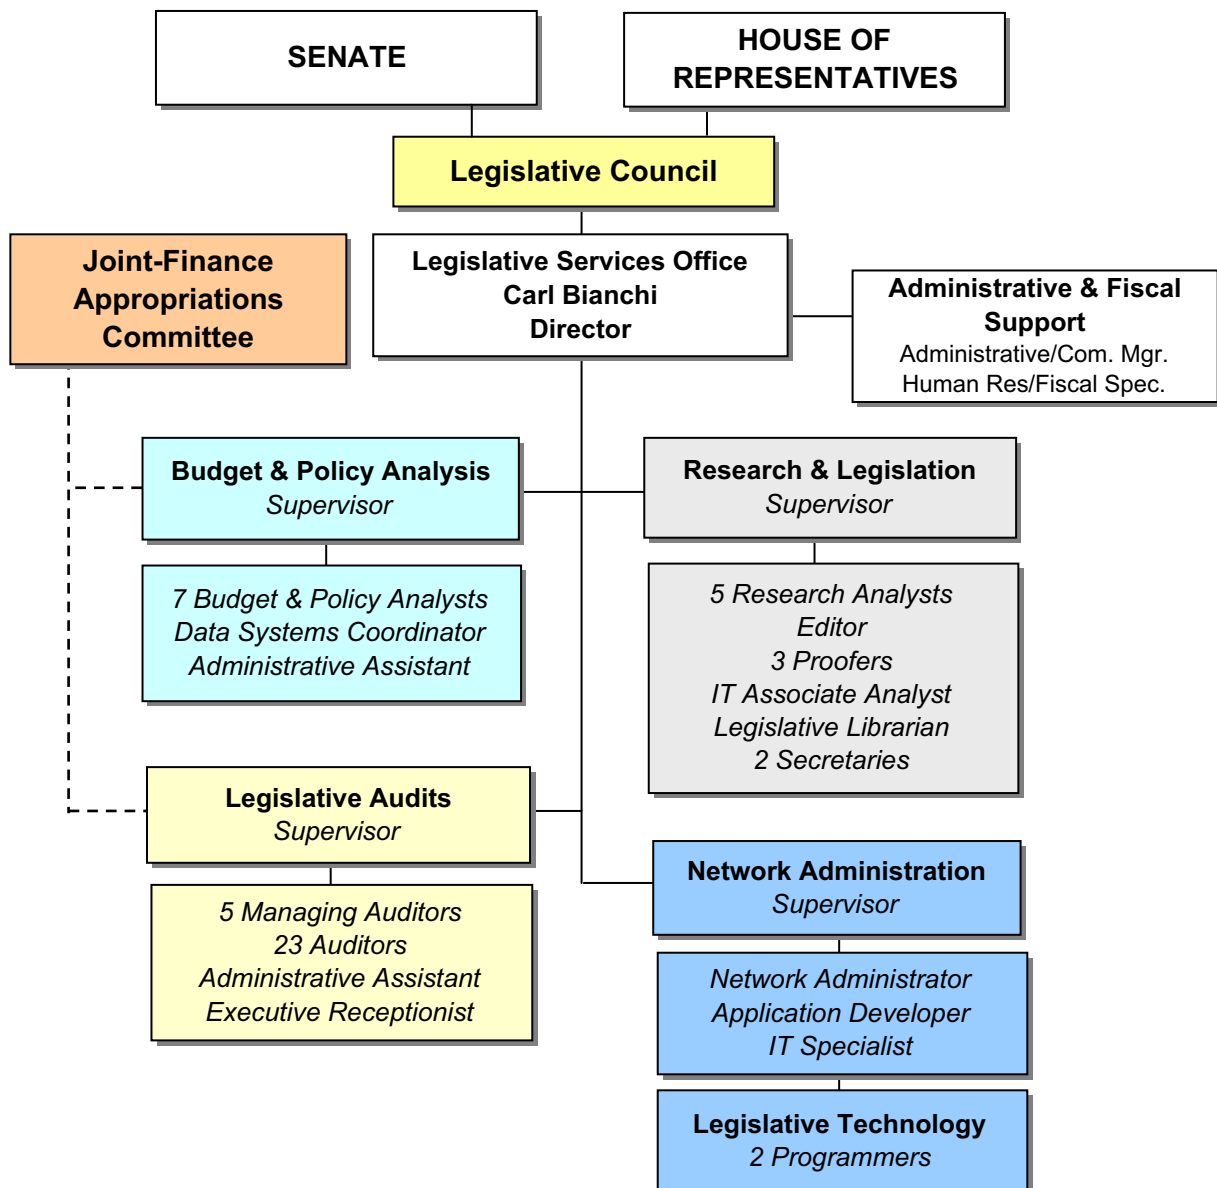 SENATE
HOUSE OF
REPRESENTATIVES
Legislative Council
Joint-Finance
Appropriations
Committee
Legislative Services Office
Carl Bianchi
Director
Administrative & Fiscal
Support
Administrative/Com. Mgr.
Human Res/Fiscal Spec.
Budget & Policy Analysis
Supervisor
Research & Legislation
Supervisor
7 Budget & Policy Analysts
Data Systems Coordinator
Administrative Assistant
5 Research Analysts
Editor
3 Proofers
IT Associate Analyst
Legislative Librarian
2 Secretaries
Legislative Audits
Supervisor
Network Administration
Supervisor
5 Managing Auditors
23 Auditors
Administrative Assistant
Executive Receptionist
Network Administrator
Application Developer
IT Specialist
Legislative Technology
2 Programmers